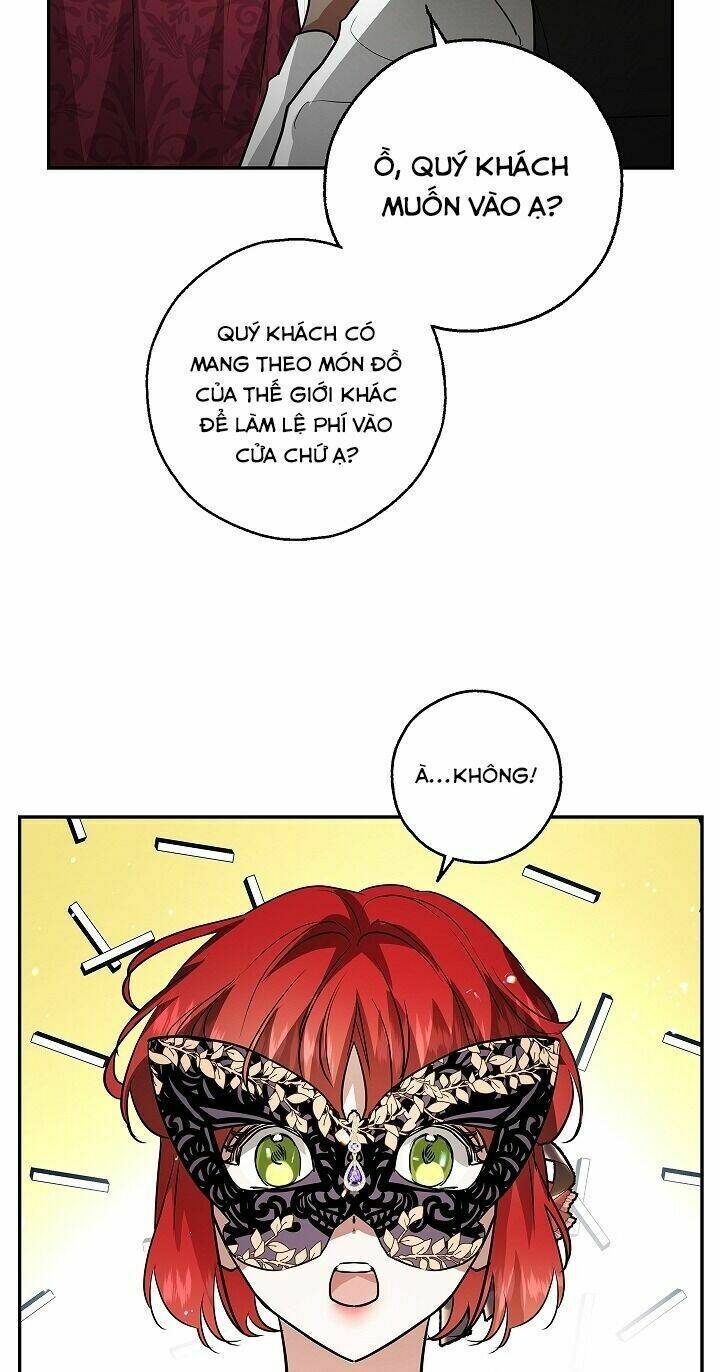 Ồ, QUÝ KHÁCH
MUỐN VÀO Ạ?
QUÝ KHÁCH CÓ
MANG THEO MÓN ĐỒ
CỦA THẾ GIỚI KHÁC
ĐỂ LÀM LỆ PHÍ VÀO
CỬA CHỨ Ạ?
À...KHÔNG!